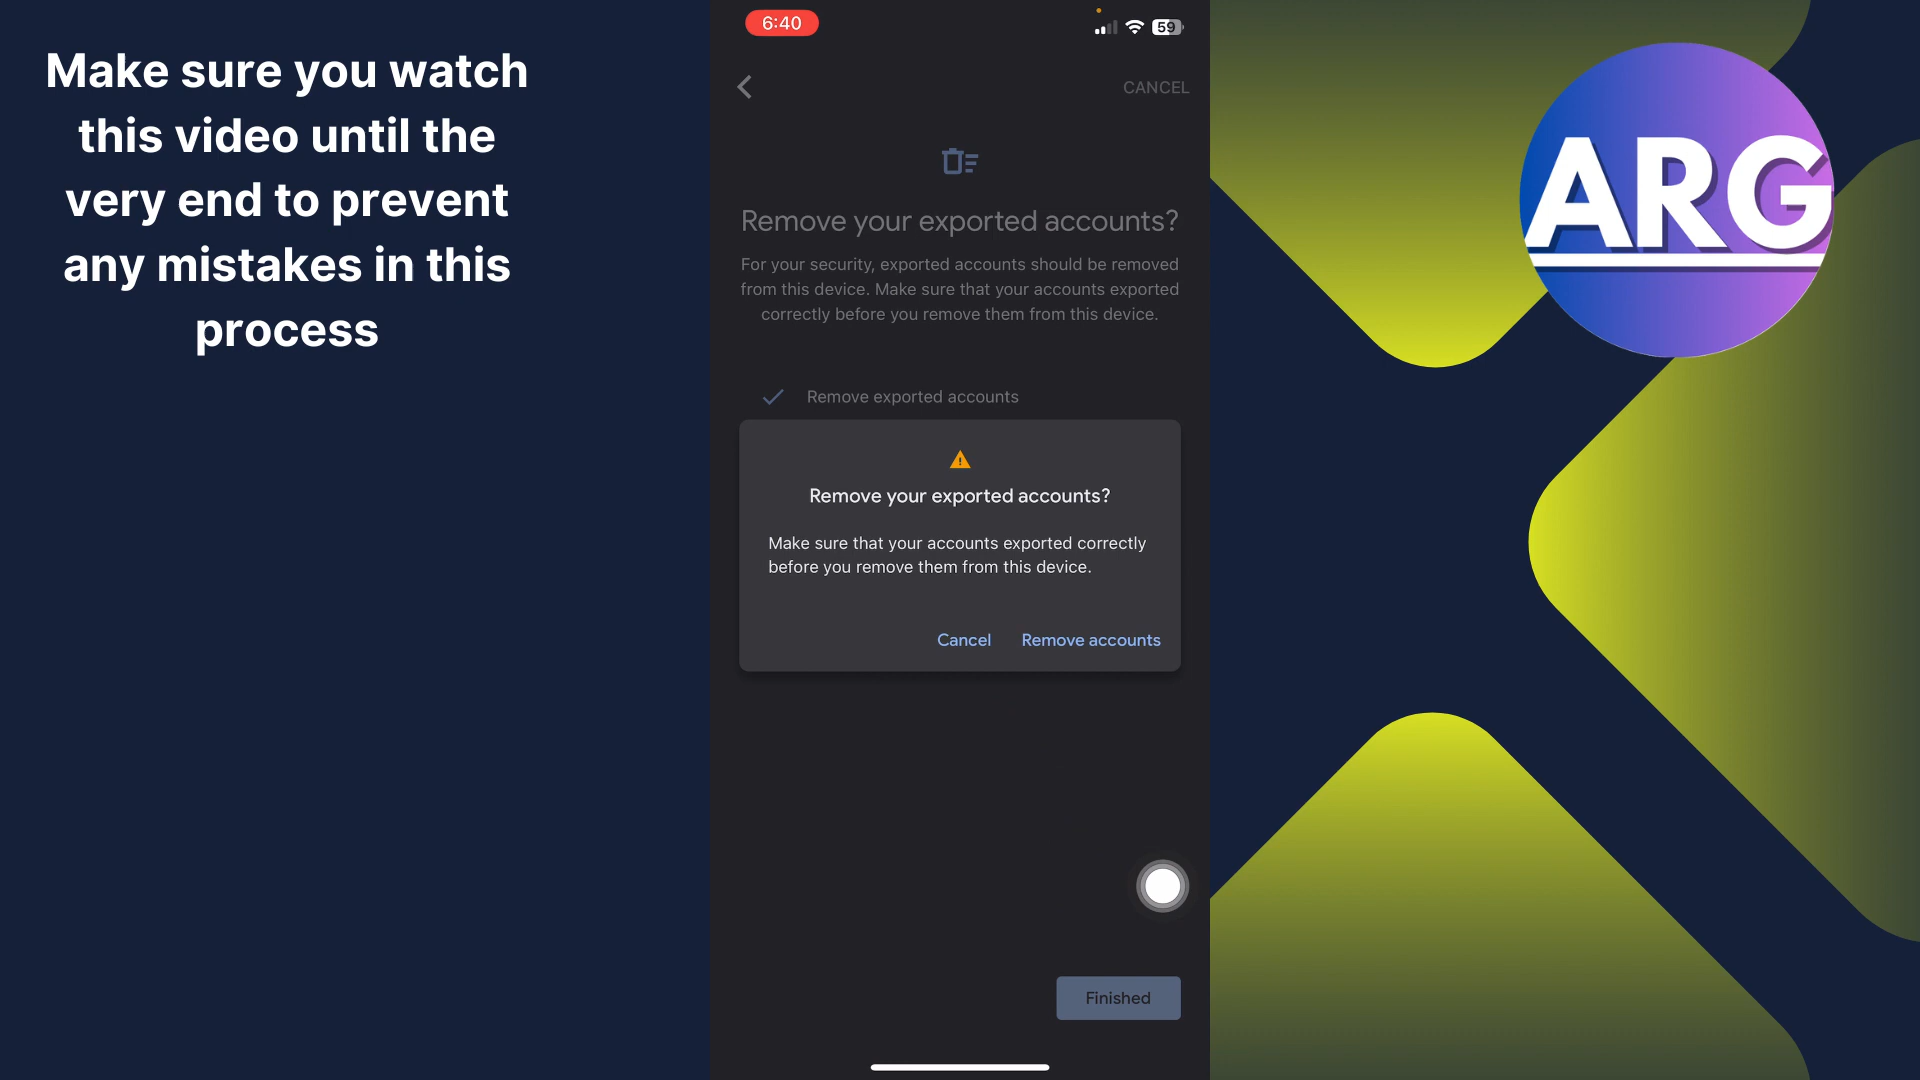 Make sure you watch
this video until the
very end to prevent
any mistakes in this
process
6:40
59
CANCEL
Remove your exported accounts?
For your security, exported accounts should be removed
from this device. Make sure that your accounts exported
correctly before you remove them from this device.
Remove exported accounts
Remove your exported accounts?
Make sure that your accounts exported correctly
before you remove them from this device.
Cancel Remove accounts
Finished
ARG